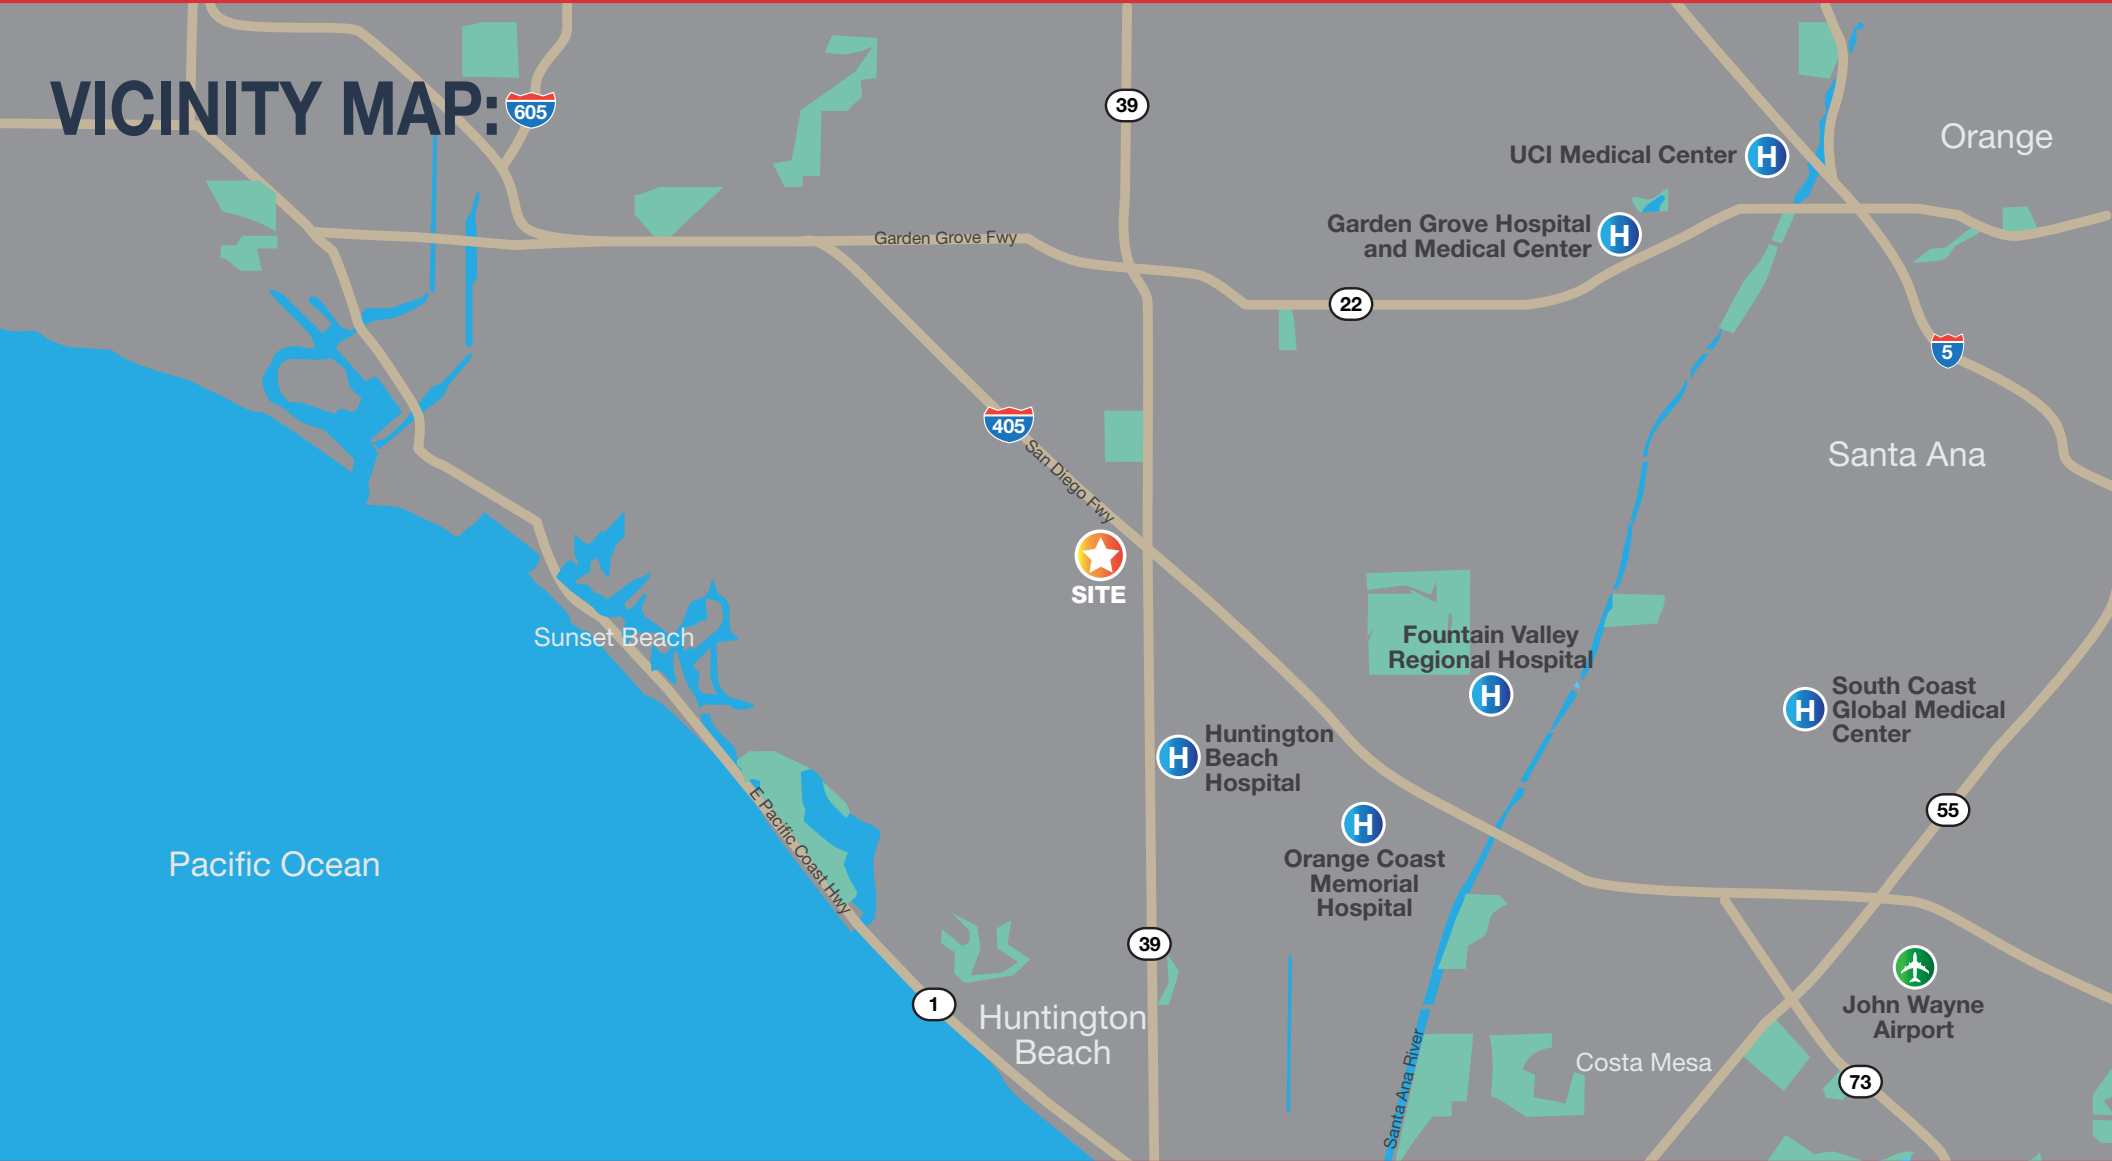 VICINITY MAP:
605
39
UCI Medical Center
H
Orange
Garden Grove Hospital
and Medical Center
H
Garden Grove Fwy
22
5
405
San Diego Fwy
Santa Ana
SITE
Sunset Beach
Fountain Valley
Regional Hospital
H
South Coast
Global Medical
Center
H
Huntington
Beach
Hospital
H
E Pacific Coast Hwy
H
Orange Coast
Memorial
Hospital
55
Pacific Ocean
39
1
Huntington
Beach
John Wayne
Airport
Costa Mesa
73
Santa Ana River